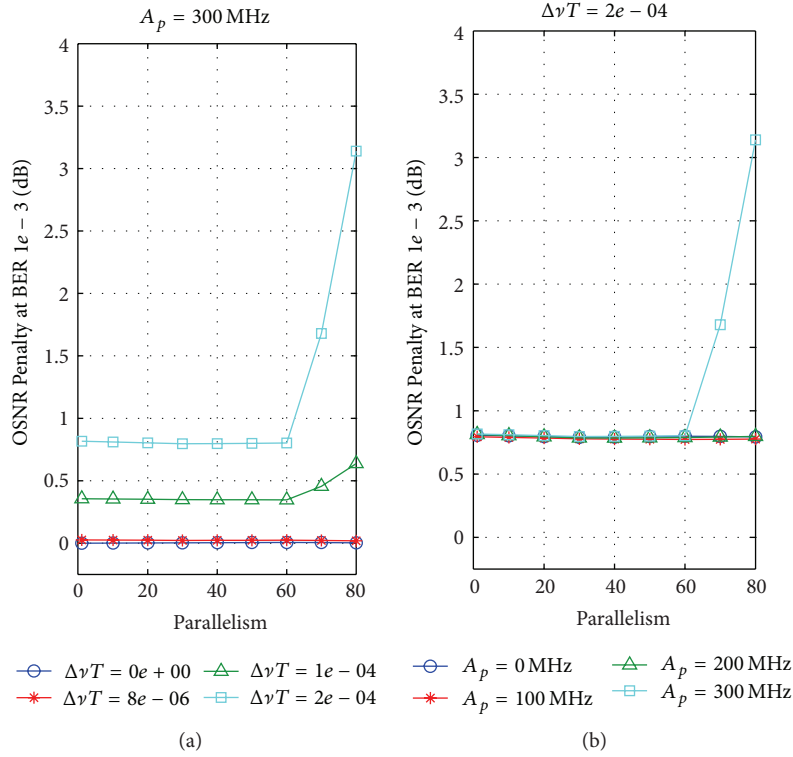 A_p = 300 MHz
OSNR Penalty at BER 1e − 3 (dB)
4
3.5
3
2.5
2
1.5
1
0.5
0
0 20 40 60 80
Parallelism
ΔνT = 0e + 00
ΔνT = 8e − 06
ΔνT = 1e − 04
ΔνT = 2e − 04
(a)
ΔνT = 2e − 04
OSNR Penalty at BER 1e − 3 (dB)
4
3.5
3
2.5
2
1.5
1
0.5
0
0 20 40 60 80
Parallelism
A_p = 0 MHz
A_p = 100 MHz
A_p = 200 MHz
A_p = 300 MHz
(b)